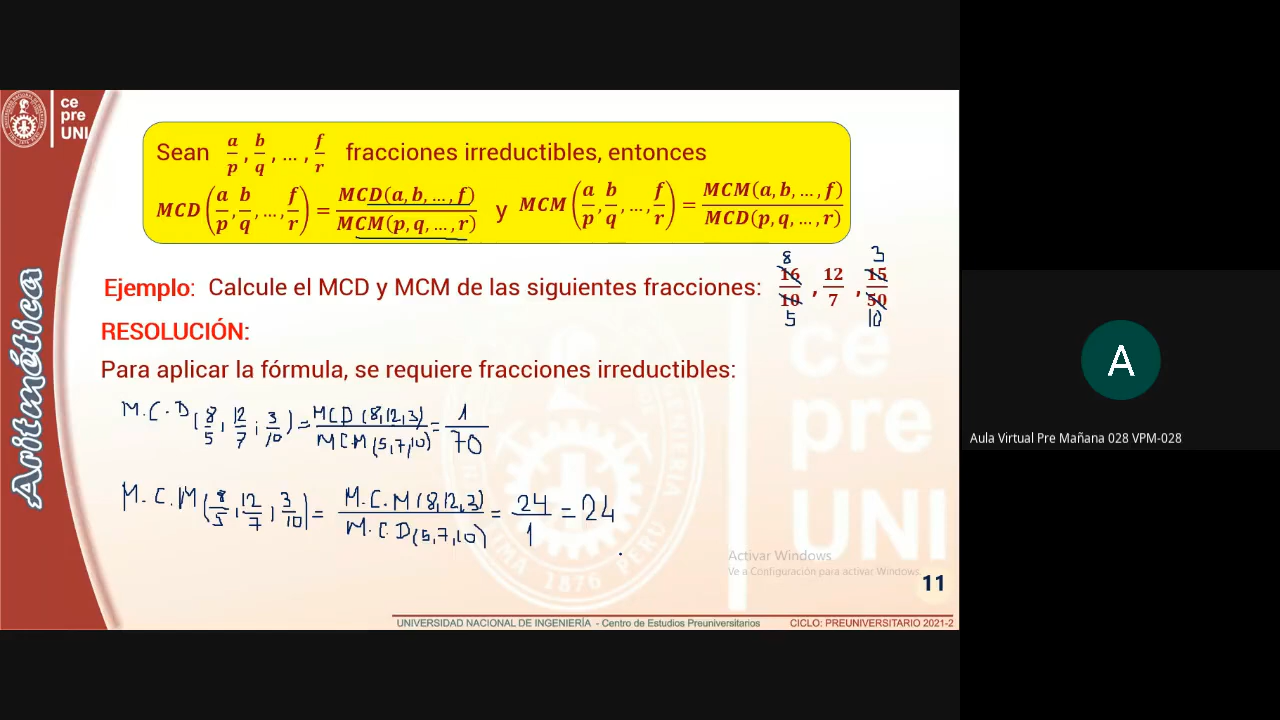 ce
pre
UNI
Aritmética
Sean a/p, b/q, ..., f/r fracciones irreductibles, entonces
MCD(a/p, b/q, ..., f/r) = MCD(a, b, ..., f)/MCM(p, q, ..., r) y MCM(a/p, b/q, ..., f/r) = MCM(a, b, ..., f)/MCD(p, q, ..., r)
8 3
Ejemplo: Calcule el MCD y MCM de las siguientes fracciones: 16/10, 12/7, 15/50
5 10
RESOLUCIÓN:
Para aplicar la fórmula, se requiere fracciones irreductibles:
M.C.D(8/5, 12/7, 3/10) = MCD(8,12,3)/MCM(5,7,10) = 1/70
M.C.M(8/5, 12/7, 3/10) = M.C.M(8,12,3)/M.C.D(5,7,10) = 24/1 = 24
ce
pre
UNI
LIMA 1876 PERU
Activar Windows
Ve a Configuración para activar Windows.
11
UNIVERSIDAD NACIONAL DE INGENIERÍA - Centro de Estudios Preuniversitarios CICLO: PREUNIVERSITARIO 2021-2
A
Aula Virtual Pre Mañana 028 VPM-028